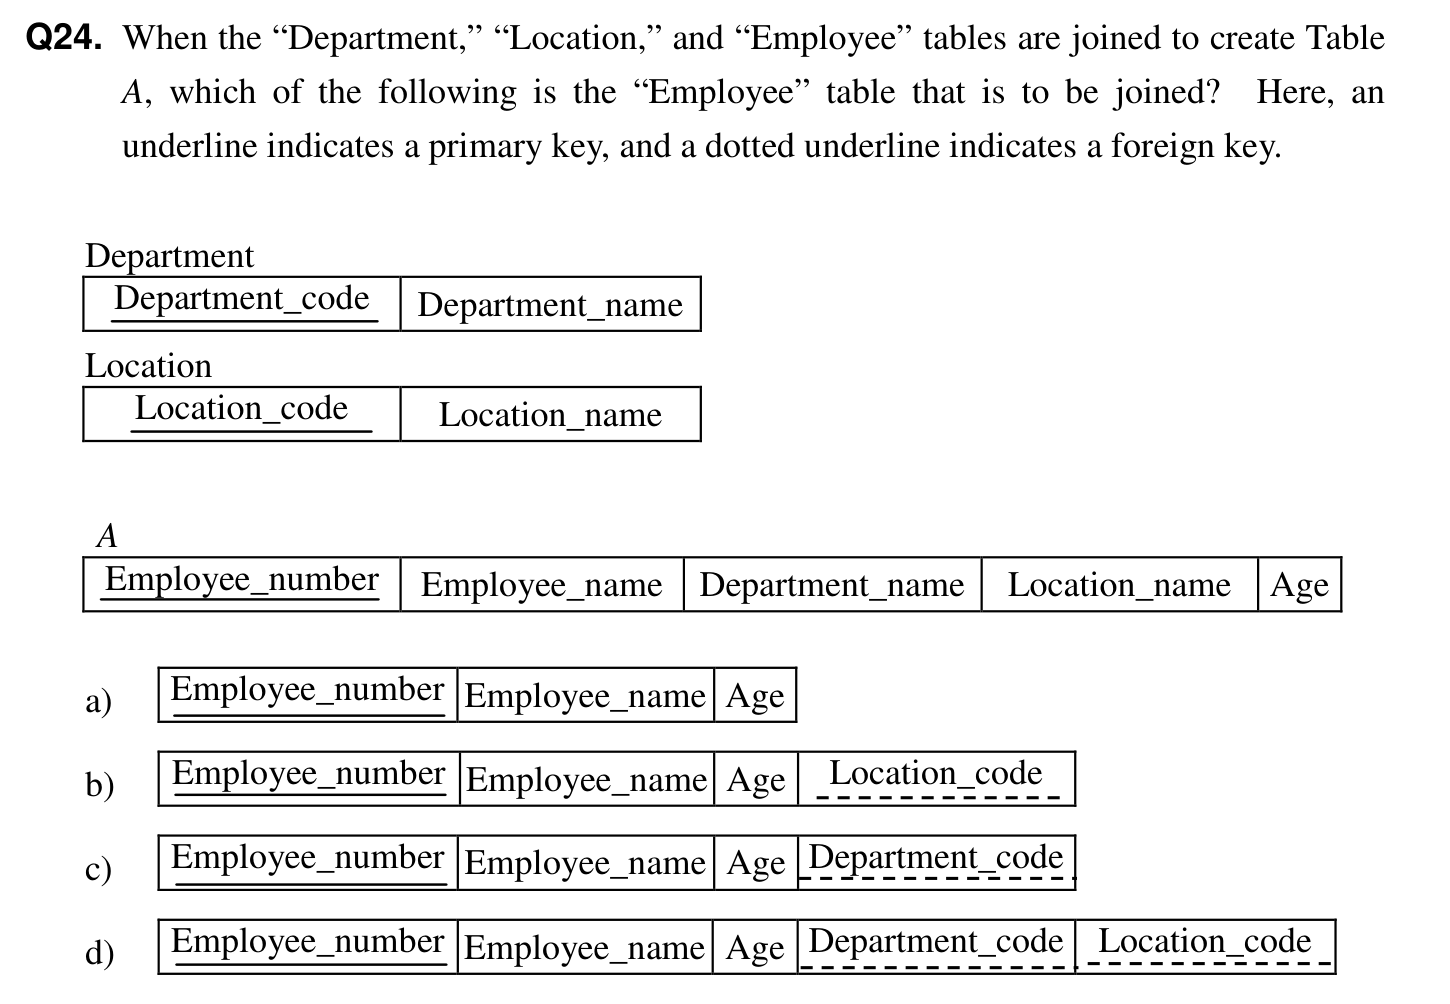 Q24. When the “Department,” “Location,” and “Employee” tables are joined to create Table
A, which of the following is the “Employee” table that is to be joined? Here, an
underline indicates a primary key, and a dotted underline indicates a foreign key.
Department
Department_code Department_name
Location
Location_code Location_name
A
Employee_number Employee_name Department_name Location_name Age
a) Employee_number Employee_name Age
b) Employee_number Employee_name Age Location_code
c) Employee_number Employee_name Age Department_code
d) Employee_number Employee_name Age Department_code Location_code